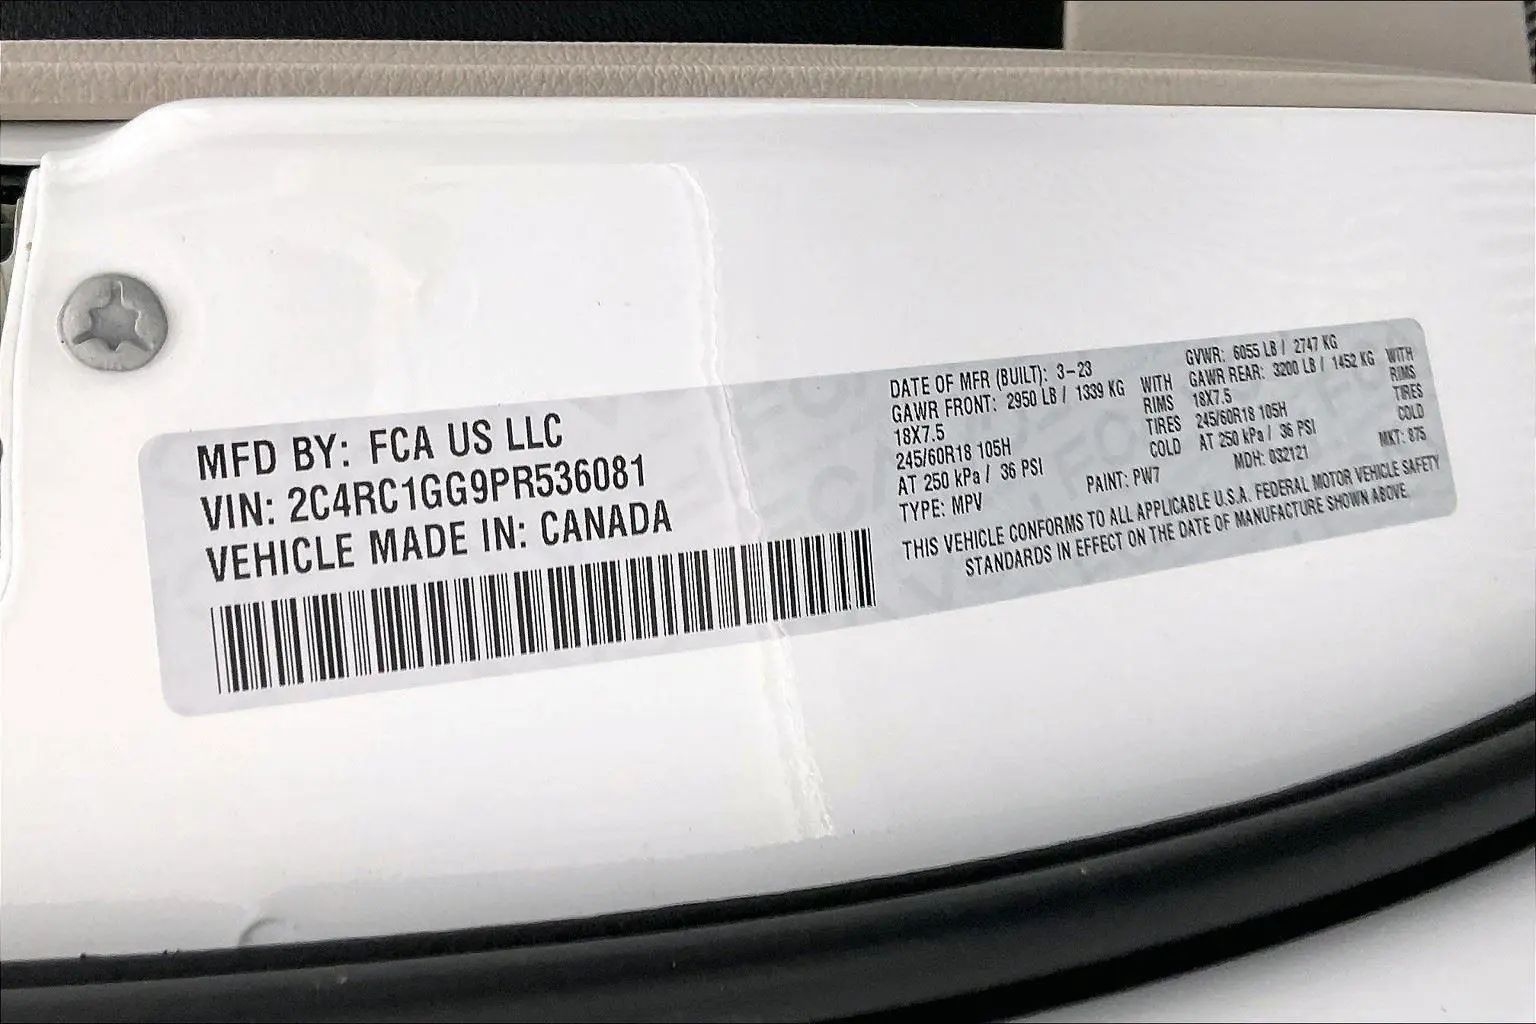 MFD BY: FCA US LLC
VIN: 2C4RC1GG9PR536081
VEHICLE MADE IN: CANADA
DATE OF MFR (BUILT): 3-23 GVWR: 6055 LB / 2747 KG
GAWR FRONT: 2950 LB / 1339 KG WITH GAWR REAR: 3200 LB / 1452 KG WITH
18X7.5 RIMS 18X7.5 RIMS
245/60R18 105H TIRES 245/60R18 105H TIRES
AT 250 kPa / 36 PSI COLD AT 250 kPa / 36 PSI COLD
TYPE: MPV PAINT: PW7 MDH: 032121 MKT: 875
THIS VEHICLE CONFORMS TO ALL APPLICABLE U.S.A. FEDERAL MOTOR VEHICLE SAFETY
STANDARDS IN EFFECT ON THE DATE OF MANUFACTURE SHOWN ABOVE.